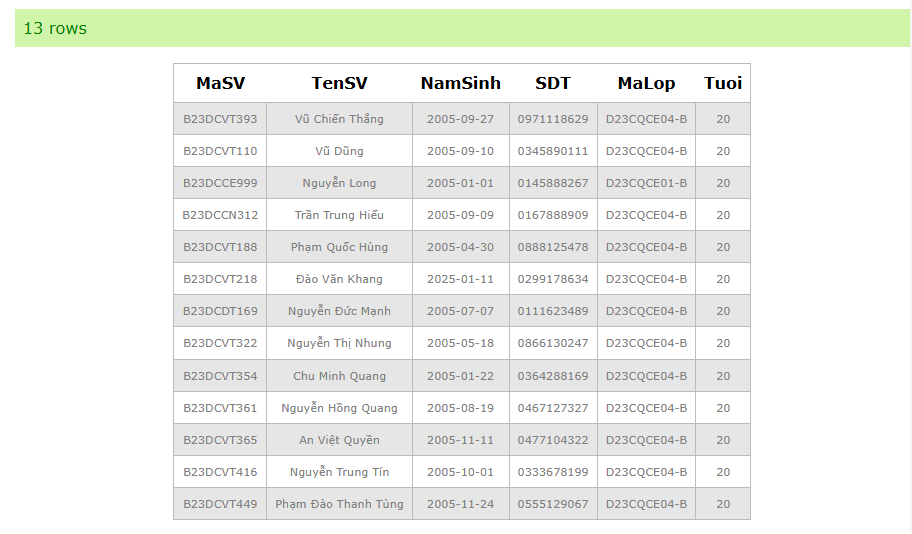 13 rows
MaSV TenSV NamSinh SDT MaLop Tuoi
B23DCVT393 Vũ Chiến Thắng 2005-09-27 0971118629 D23CQCE04-B 20
B23DCVT110 Vũ Dũng 2005-09-10 0345890111 D23CQCE04-B 20
B23DCCE999 Nguyễn Long 2005-01-01 0145888267 D23CQCE01-B 20
B23DCCN312 Trần Trung Hiếu 2005-09-09 0167888909 D23CQCE04-B 20
B23DCVT188 Phạm Quốc Hùng 2005-04-30 0888125478 D23CQCE04-B 20
B23DCVT218 Đào Văn Khang 2025-01-11 0299178634 D23CQCE04-B 20
B23DCDT169 Nguyễn Đức Mạnh 2005-07-07 0111623489 D23CQCE04-B 20
B23DCVT322 Nguyễn Thị Nhung 2005-05-18 0866130247 D23CQCE04-B 20
B23DCVT354 Chu Minh Quang 2005-01-22 0364288169 D23CQCE04-B 20
B23DCVT361 Nguyễn Hồng Quang 2005-08-19 0467127327 D23CQCE04-B 20
B23DCVT365 An Việt Quyền 2005-11-11 0477104322 D23CQCE04-B 20
B23DCVT416 Nguyễn Trung Tín 2005-10-01 0333678199 D23CQCE04-B 20
B23DCVT449 Phạm Đào Thanh Tùng 2005-11-24 0555129067 D23CQCE04-B 20